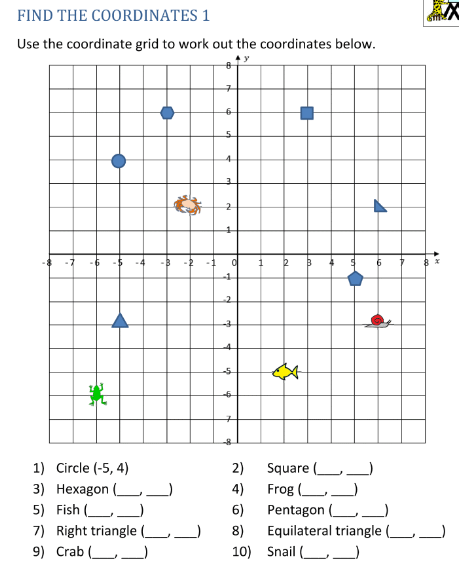 FIND THE COORDINATES 1
Use the coordinate grid to work out the coordinates below.
y
8
7
6
5
4
3
2
1
-8 -7 -6 -5 -4 -3 -2 -1 0 1 2 3 4 5 6 7 8 x
-1
-2
-3
-4
-5
-6
-7
-8
1) Circle (-5, 4) 2) Square (___, ___)
3) Hexagon (___, ___) 4) Frog (___, ___)
5) Fish (___, ___) 6) Pentagon (___, ___)
7) Right triangle (___, ___) 8) Equilateral triangle (___, ___)
9) Crab (___, ___) 10) Snail (___, ___)